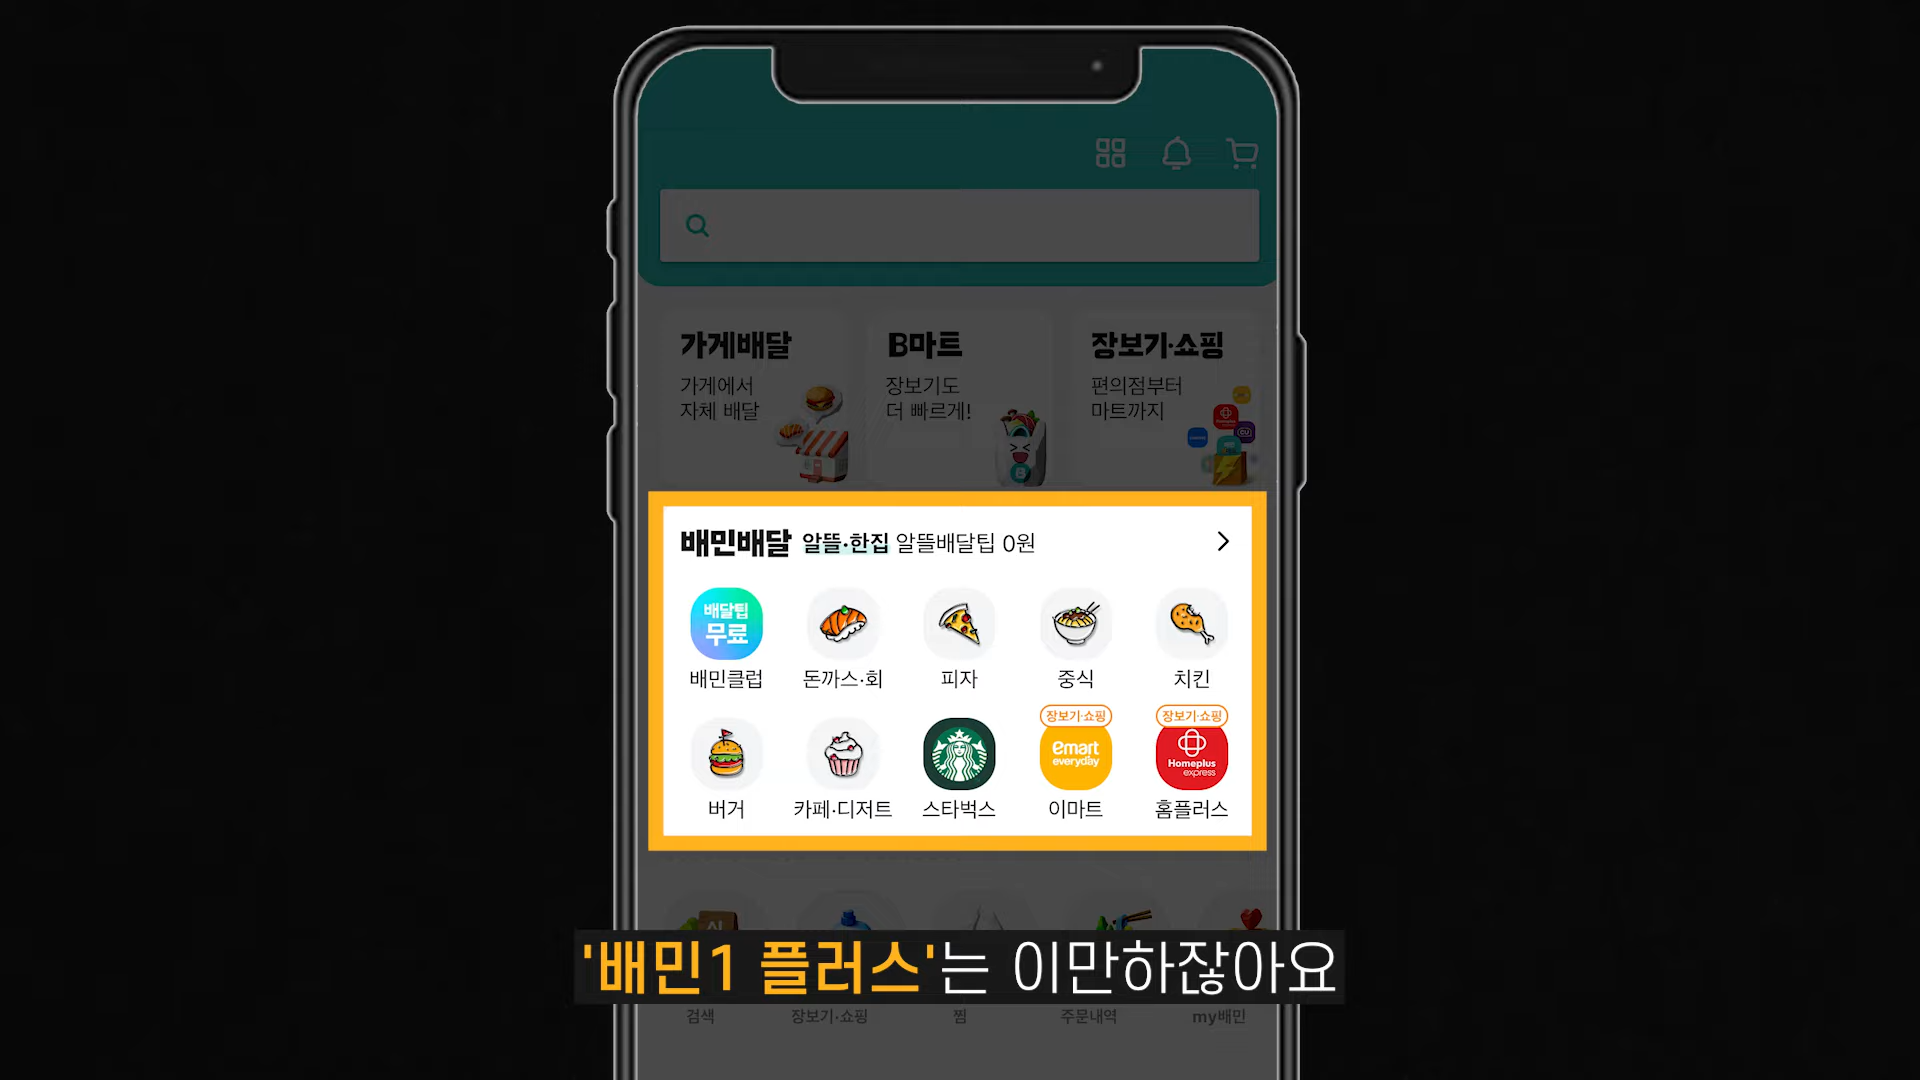 가게배달
가게에서
자체 배달
B마트
장보기도
더 빠르게!
장보기·쇼핑
편의점부터
마트까지
CU
B
배민배달 알뜰·한집 알뜰배달팁 0원
배달팁
무료
배민클럽
돈까스·회
피자
중식
치킨
버거
카페·디저트
스타벅스
장보기·쇼핑
emart
everyday
이마트
장보기·쇼핑
Homeplus
express
홈플러스
'배민1 플러스'는 이만하잖아요
검색
장보기·쇼핑
찜
주문내역
my배민